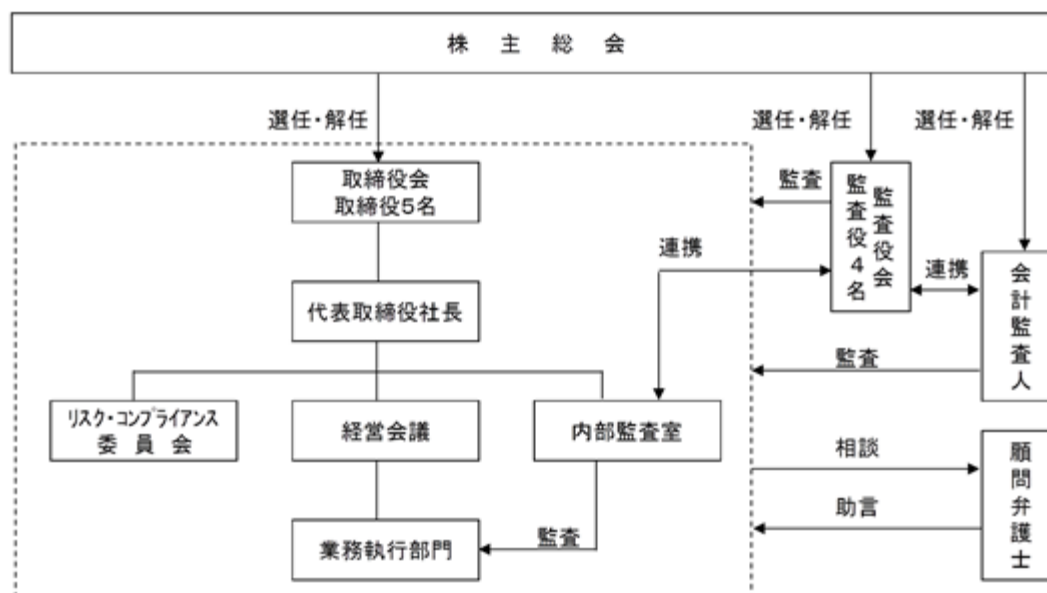 株主総会
選任・解任
選任・解任
選任・解任
取締役会
取締役5名
監査
監査役会
監査役4名
連携
連携
会計監査人
代表取締役社長
監査
リスク・コンプライアンス
委員会
経営会議
内部監査室
相談
顧問弁護士
助言
業務執行部門
監査